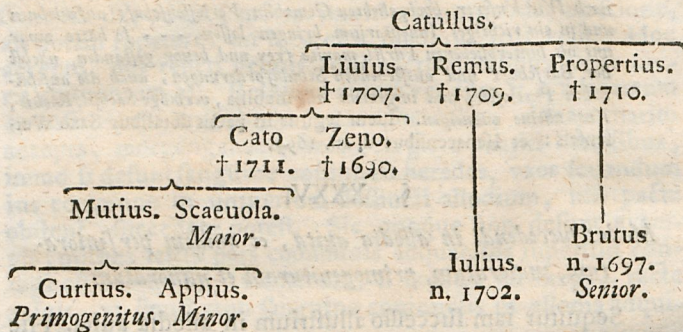 Catullus.
Liuius Remus. Propertius.
† 1707. † 1709. † 1710.
Cato Zeno.
† 1711. † 1690.
Mutius. Scaeuola.
Maior.
Brutus
Iulius. n. 1697.
Curtius. Appius. n. 1702. Senior.
Primogenitus. Minor.